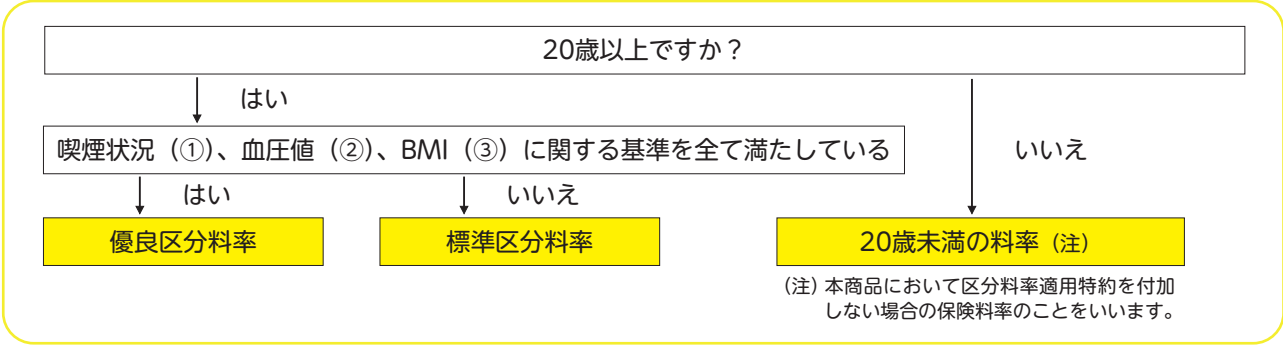 20歳以上ですか？
はい
喫煙状況（①）、血圧値（②）、BMI（③）に関する基準を全て満たしている
いいえ
はい
いいえ
優良区分料率
標準区分料率
20歳未満の料率（注）
（注）本商品において区分料率適用特約を付加
しない場合の保険料率のことをいいます。